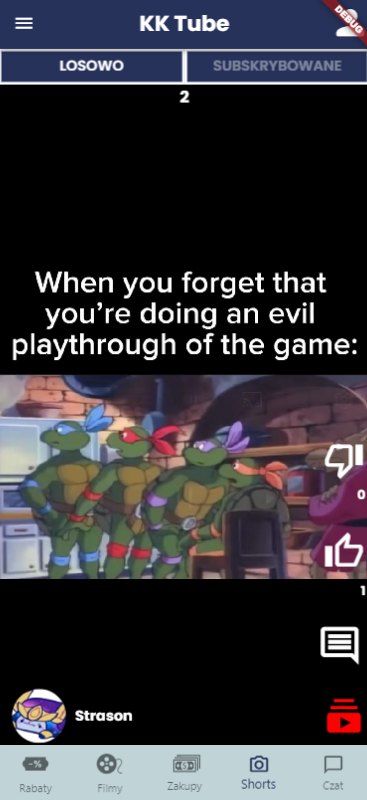 KK Tube
DEBUG
LOSOWO
SUBSKRYBOWANE
2
When you forget that
you’re doing an evil
playthrough of the game:
0
1
Strason
-%
Rabaty
Filmy
Zakupy
Shorts
Czat